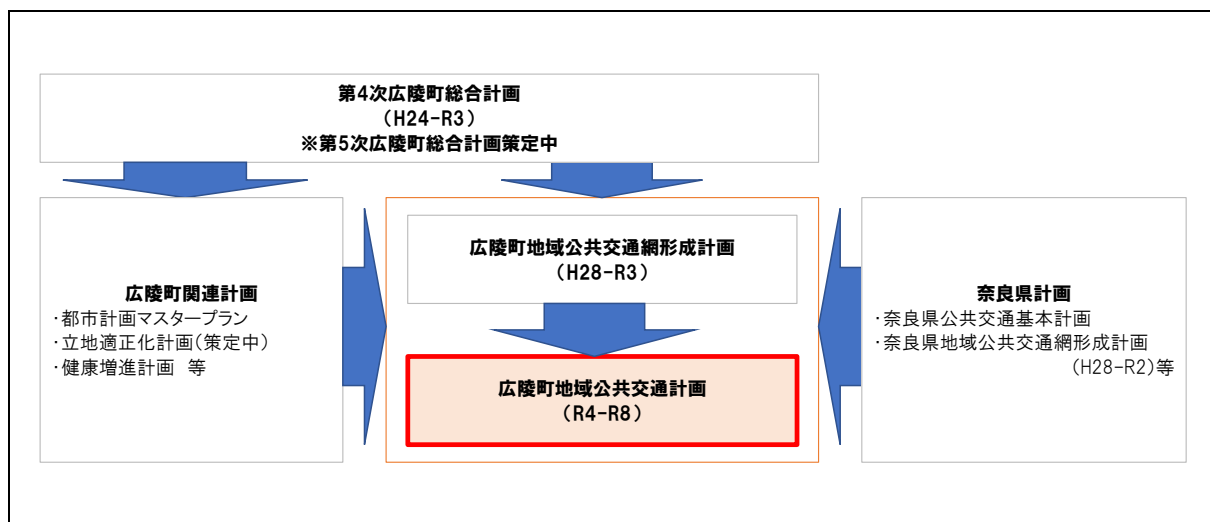 第4次広陵町総合計画
(H24-R3)
※第5次広陵町総合計画策定中
広陵町関連計画
・都市計画マスタープラン
・立地適正化計画(策定中)
・健康増進計画　等
広陵町地域公共交通網形成計画
(H28-R3)
広陵町地域公共交通計画
(R4-R8)
奈良県計画
・奈良県公共交通基本計画
・奈良県地域公共交通網形成計画
(H28-R2)等